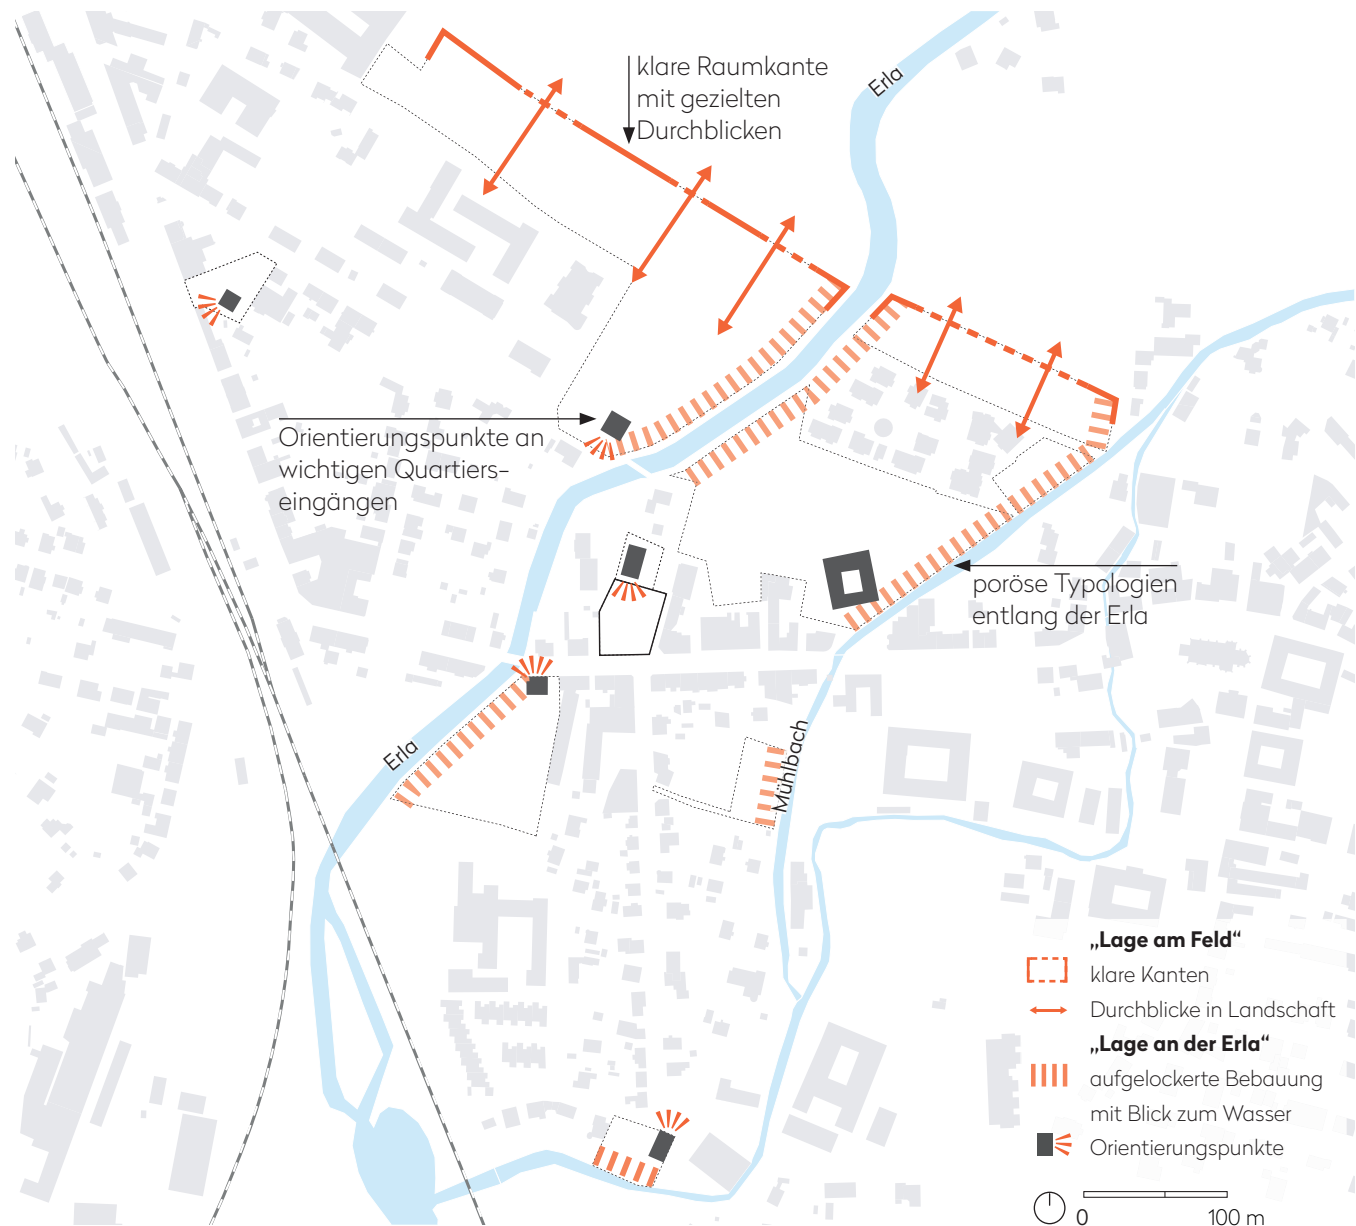 klare Raumkante
mit gezielten
Durchblicken
Erla
Orientierungspunkte an
wichtigen Quartiers-
eingängen
poröse Typologien
entlang der Erla
Erla
Mühlbach
„Lage am Feld“
klare Kanten
Durchblicke in Landschaft
„Lage an der Erla“
aufgelockerte Bebauung
mit Blick zum Wasser
Orientierungspunkte
0 100 m